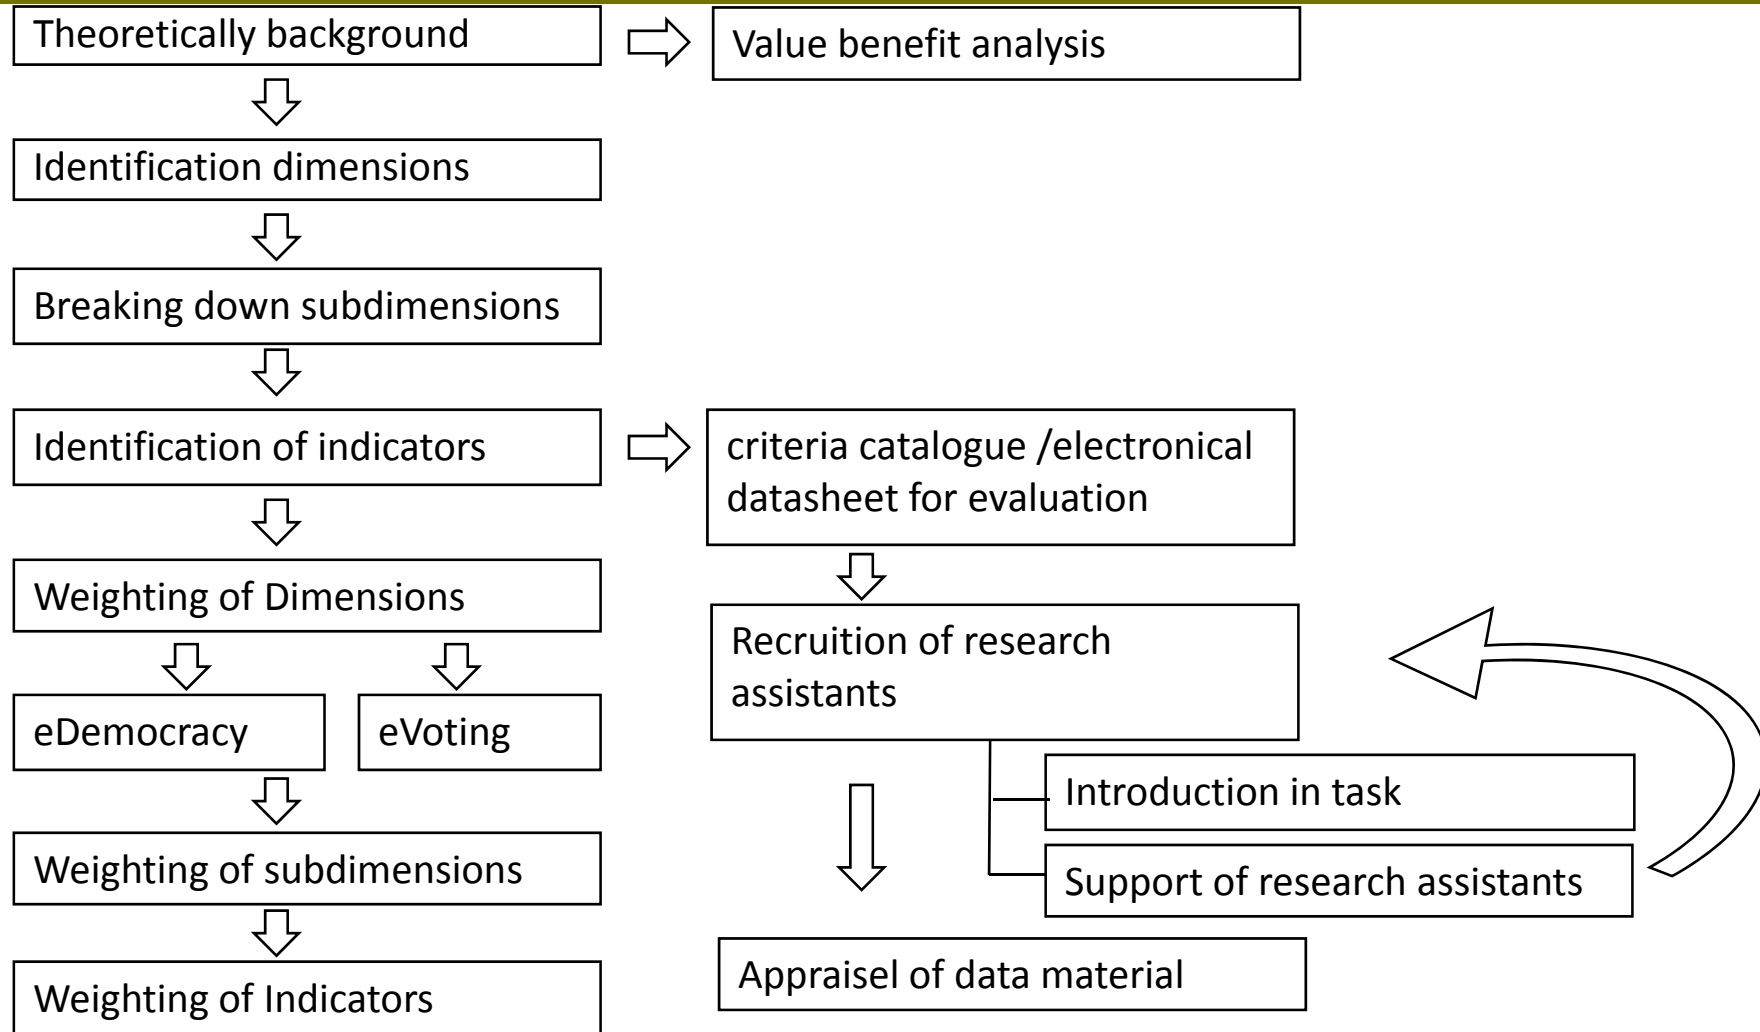 Theoretically background
Value benefit analysis
Identification dimensions
Breaking down subdimensions
Identification of indicators
criteria catalogue /electronical
datasheet for evaluation
Weighting of Dimensions
Recruition of research
assistants
eDemocracy
eVoting
Introduction in task
Weighting of subdimensions
Support of research assistants
Appraisel of data material
Weighting of Indicators